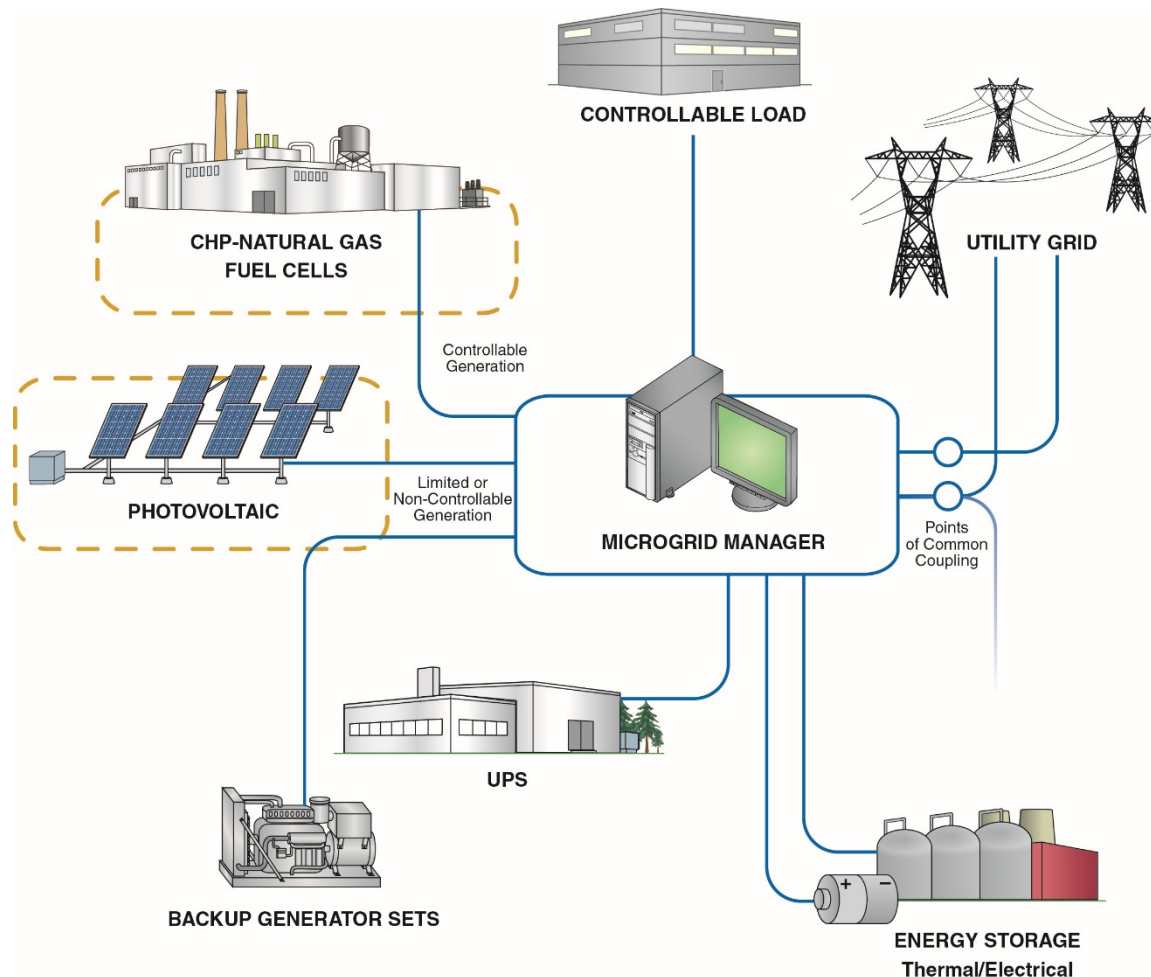 CONTROLLABLE LOAD
CHP-NATURAL GAS
FUEL CELLS
UTILITY GRID
Controllable
Generation
PHOTOVOLTAIC
Limited or
Non-Controllable
Generation
MICROGRID MANAGER
Points
of Common
Coupling
UPS
BACKUP GENERATOR SETS
+ −
ENERGY STORAGE
Thermal/Electrical